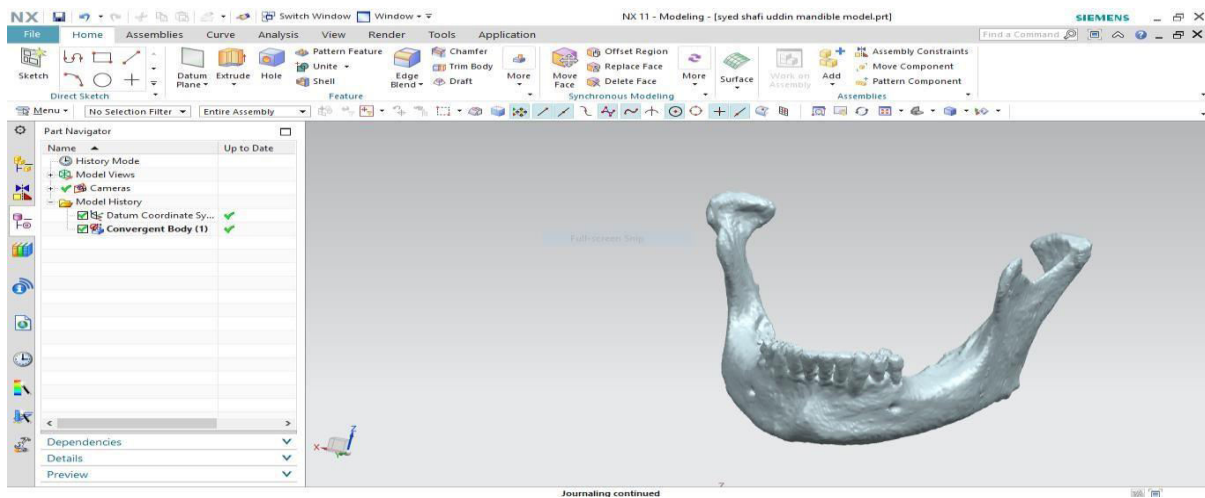 NX Switch Window Window NX 11 - Modeling - [syed shafi uddin mandible model.prt] SIEMENS
File Home Assemblies Curve Analysis View Render Tools Application Find a Command
Sketch
Direct Sketch
Datum Plane Extrude Hole
Pattern Feature
Unite
Shell
Edge Blend
Chamfer
Trim Body
Draft
More
Feature
Move Face
Offset Region
Replace Face
Delete Face
More
Synchronous Modeling
Surface
Work on Assembly
Add
Assembly Constraints
Move Component
Pattern Component
Assemblies
Menu No Selection Filter Entire Assembly
Part Navigator
Name Up to Date
History Mode
Model Views
Cameras
Model History
Datum Coordinate Sy...
Convergent Body (1)
Dependencies
Details
Preview
Full-screen Snip
X Z
Z
Journaling continued